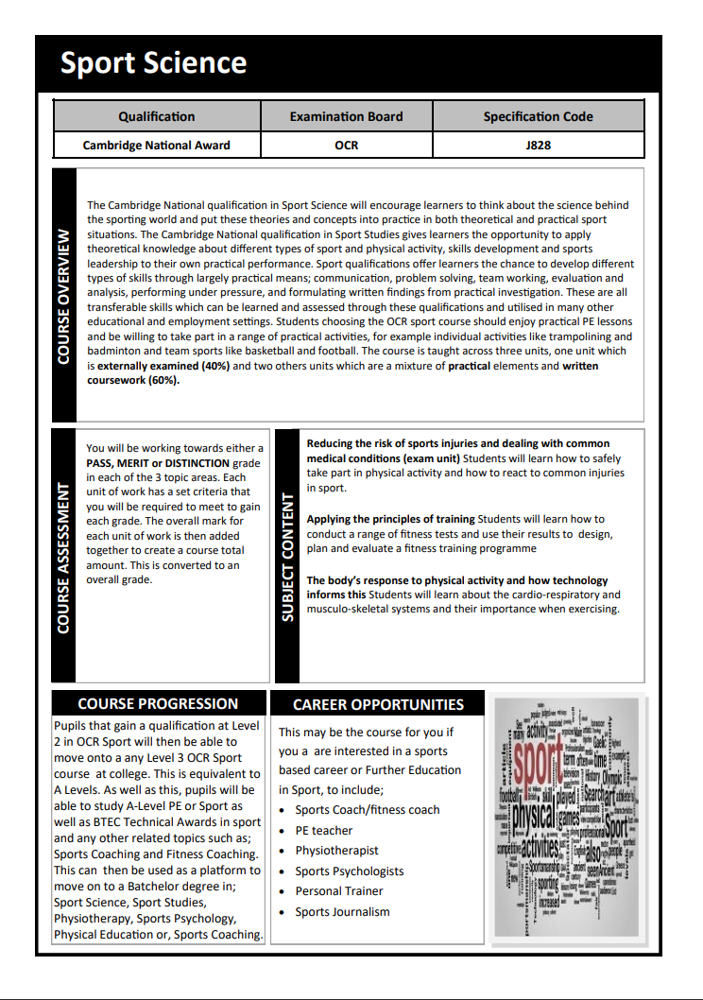 Sport Science
Qualification Examination Board Specification Code
Cambridge National Award OCR J828
COURSE OVERVIEW
The Cambridge National qualification in Sport Science will encourage learners to think about the science behind
the sporting world and put these theories and concepts into practice in both theoretical and practical sport
situations. The Cambridge National qualification in Sport Studies gives learners the opportunity to apply
theoretical knowledge about different types of sport and physical activity, skills development and sports
leadership to their own practical performance. Sport qualifications offer learners the chance to develop different
types of skills through largely practical means; communication, problem solving, team working, evaluation and
analysis, performing under pressure, and formulating written findings from practical investigation. These are all
transferable skills which can be learned and assessed through these qualifications and utilised in many other
educational and employment settings. Students choosing the OCR sport course should enjoy practical PE lessons
and be willing to take part in a range of practical activities, for example individual activities like trampolining and
badminton and team sports like basketball and football. The course is taught across three units, one unit which
is externally examined (40%) and two others units which are a mixture of practical elements and written
coursework (60%).
COURSE ASSESSMENT
You will be working towards either a
PASS, MERIT or DISTINCTION grade
in each of the 3 topic areas. Each
unit of work has a set criteria that
you will be required to meet to gain
each grade. The overall mark for
each unit of work is then added
together to create a course total
amount. This is converted to an
overall grade.
SUBJECT CONTENT
Reducing the risk of sports injuries and dealing with common
medical conditions (exam unit) Students will learn how to safely
take part in physical activity and how to react to common injuries
in sport.
Applying the principles of training Students will learn how to
conduct a range of fitness tests and use their results to design,
plan and evaluate a fitness training programme
The body's response to physical activity and how technology
informs this Students will learn about the cardio-respiratory and
musculo-skeletal systems and their importance when exercising.
COURSE PROGRESSION
Pupils that gain a qualification at Level
2 in OCR Sport will then be able to
move onto a any Level 3 OCR Sport
course at college. This is equivalent to
A Levels. As well as this, pupils will be
able to study A-Level PE or Sport as
well as BTEC Technical Awards in sport
and any other related topics such as;
Sports Coaching and Fitness Coaching.
This can then be used as a platform to
move on to a Batchelor degree in;
Sport Science, Sport Studies,
Physiotherapy, Sports Psychology,
Physical Education or, Sports Coaching.
CAREER OPPORTUNITIES
This may be the course for you if
you a are interested in a sports
based career or Further Education
in Sport, to include;
• Sports Coach/fitness coach
• PE teacher
• Physiotherapist
• Sports Psychologists
• Personal Trainer
• Sports Journalism
activity
sport
physical
activities
football
played
games
Search
Olympic
professional
Sport
also
competitive
Sportsmanship
sporting
increased
skill
term
often
time
History
Gaelic
art
people
seen
Ancient